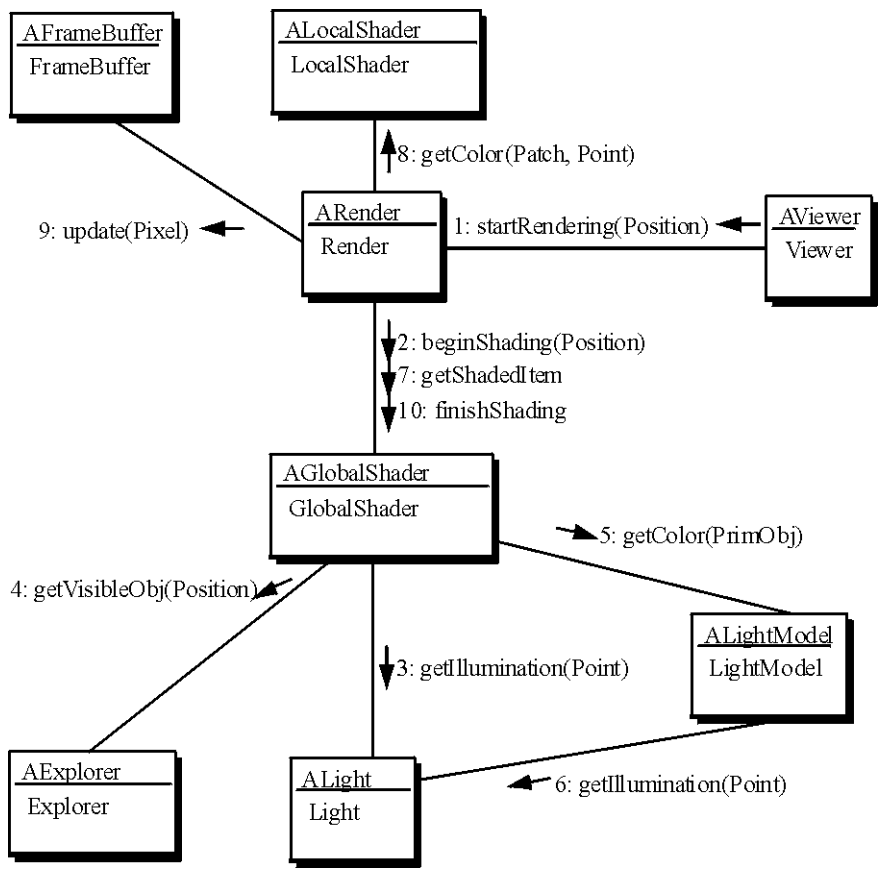 AFrameBuffer
FrameBuffer
ALocalShader
LocalShader
8: getColor(Patch, Point)
9: update(Pixel)
ARender
Render
1: startRendering(Position)
AViewer
Viewer
2: beginShading(Position)
7: getShadedItem
10: finishShading
AGlobalShader
GlobalShader
5: getColor(PrimObj)
4: getVisibleObj(Position)
3: getIllumination(Point)
ALightModel
LightModel
AExplorer
Explorer
ALight
Light
6: getIllumination(Point)